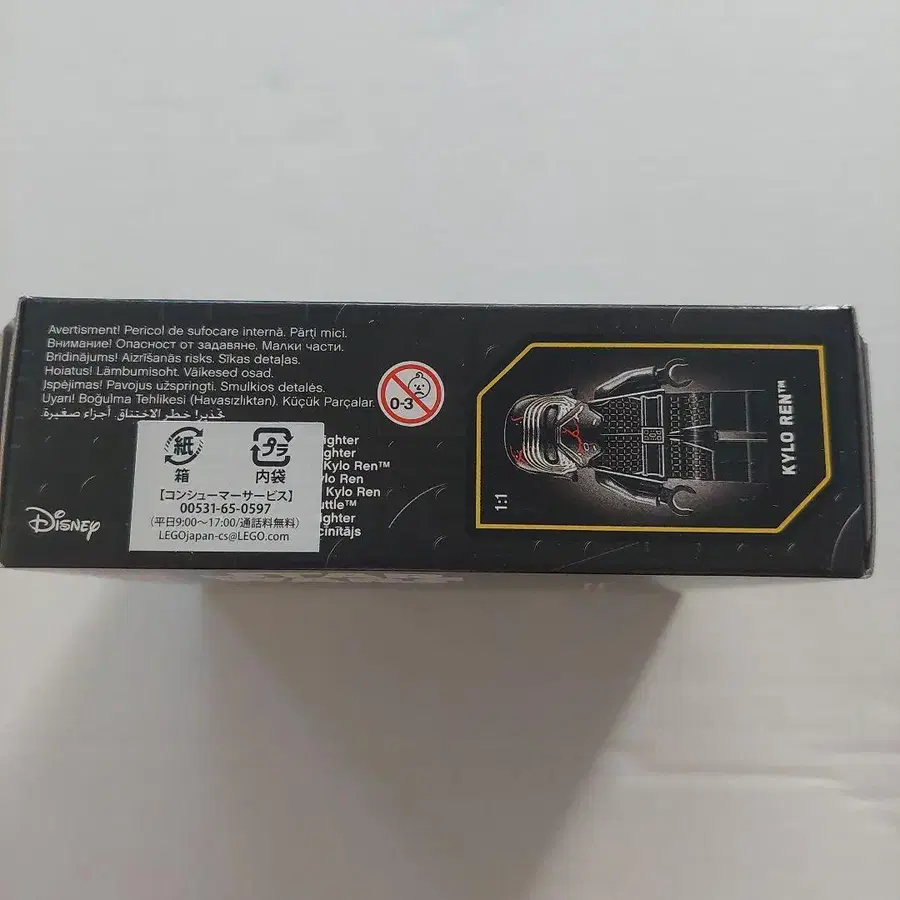 Avertisment! Pericol de sufocare internă. Părți mici.
Внимание! Опасност от задавяне. Малки части.
Brīdinājums! Aizrīšanās risks. Sīkas detaļas.
Hoiatus! Lämbumisoht. Väikesed osad.
Įspėjimas! Pavojus užspringti. Smulkios detalės.
Uyarı! Boğulma Tehlikesi (Havasızlıktan). Küçük Parçalar.
تحذير! خطر الاختناق. أجزاء صغيرة.
0-3
ighter
ighter
Kylo Ren™
ylo Ren
Kylo Ren
uttle™
ighter
cinītājs
紙
箱
プラ
内袋
【コンシューマーサービス】
00531-65-0597
(平日9:00〜17:00/通話料無料)
LEGOjapan-cs@LEGO.com
Disney
1:1
KYLO REN™